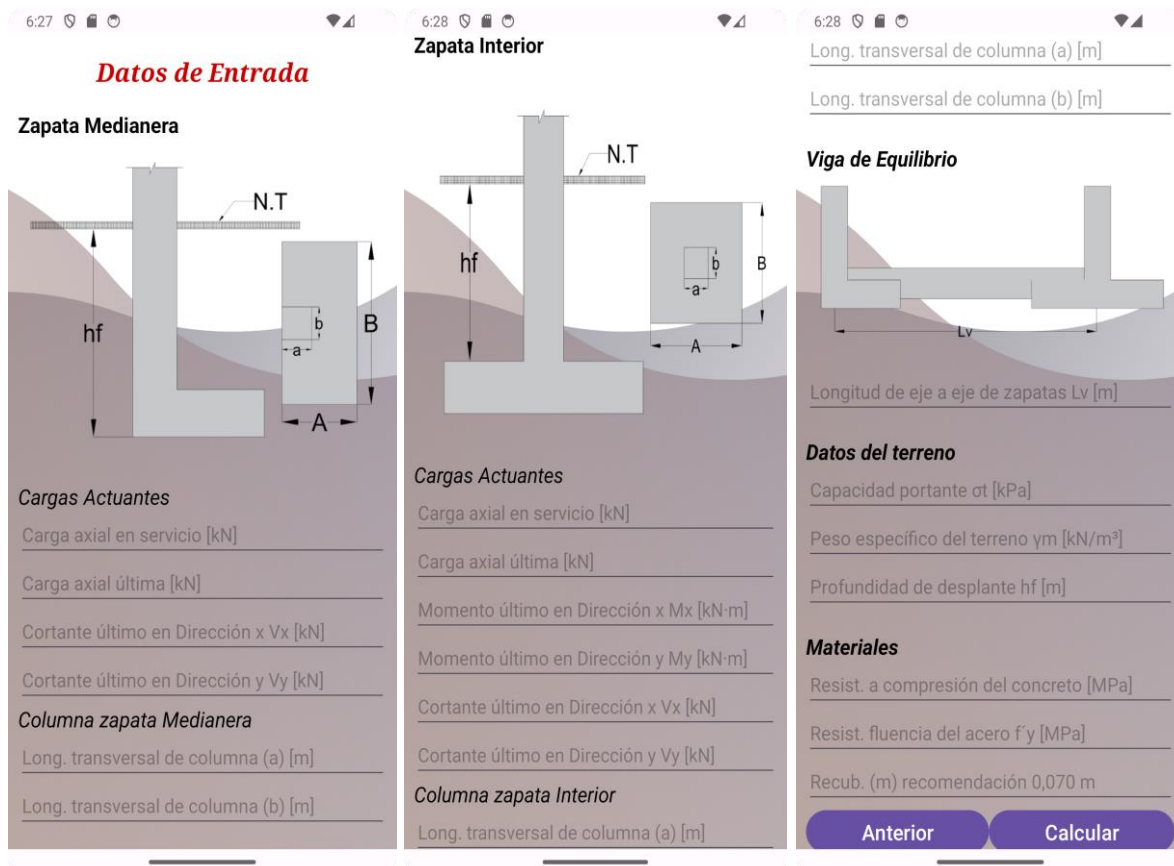 6:27
Datos de Entrada
Zapata Medianera
N.T
hf
b
a
B
A
Cargas Actuantes
Carga axial en servicio [kN]
Carga axial última [kN]
Cortante último en Dirección x Vx [kN]
Cortante último en Dirección y Vy [kN]
Columna zapata Medianera
Long. transversal de columna (a) [m]
Long. transversal de columna (b) [m]
6:28
Zapata Interior
N.T
hf
b
a
B
A
Cargas Actuantes
Carga axial en servicio [kN]
Carga axial última [kN]
Momento último en Dirección x Mx [kN·m]
Momento último en Dirección y My [kN·m]
Cortante último en Dirección x Vx [kN]
Cortante último en Dirección y Vy [kN]
Columna zapata Interior
Long. transversal de columna (a) [m]
6:28
Long. transversal de columna (a) [m]
Long. transversal de columna (b) [m]
Viga de Equilibrio
Lv
Longitud de eje a eje de zapatas Lv [m]
Datos del terreno
Capacidad portante σt [kPa]
Peso específico del terreno γm [kN/m³]
Profundidad de desplante hf [m]
Materiales
Resist. a compresión del concreto [MPa]
Resist. fluencia del acero f´y [MPa]
Recub. (m) recomendación 0,070 m
Anterior
Calcular